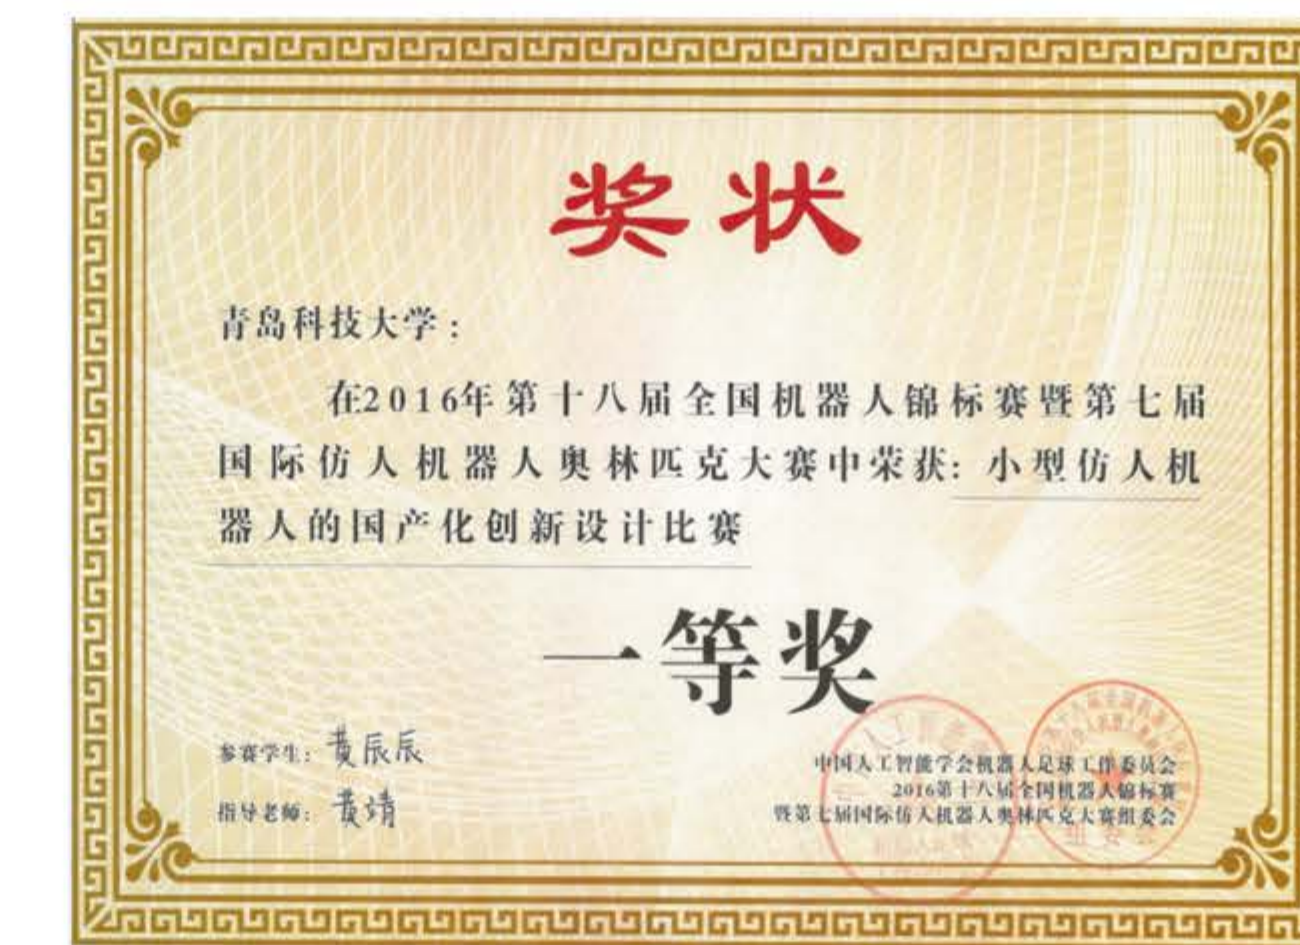 奖状
青岛科技大学：
在2016年第十八届全国机器人锦标赛暨第七届
国际仿人机器人奥林匹克大赛中荣获：小型仿人机
器人的国产化创新设计比赛
一等奖
参赛学生：黄辰辰
指导老师：黄靖
中国人工智能学会机器人足球工作委员会
2016第十八届全国机器人锦标赛
暨第七届国际仿人机器人奥林匹克大赛组委会